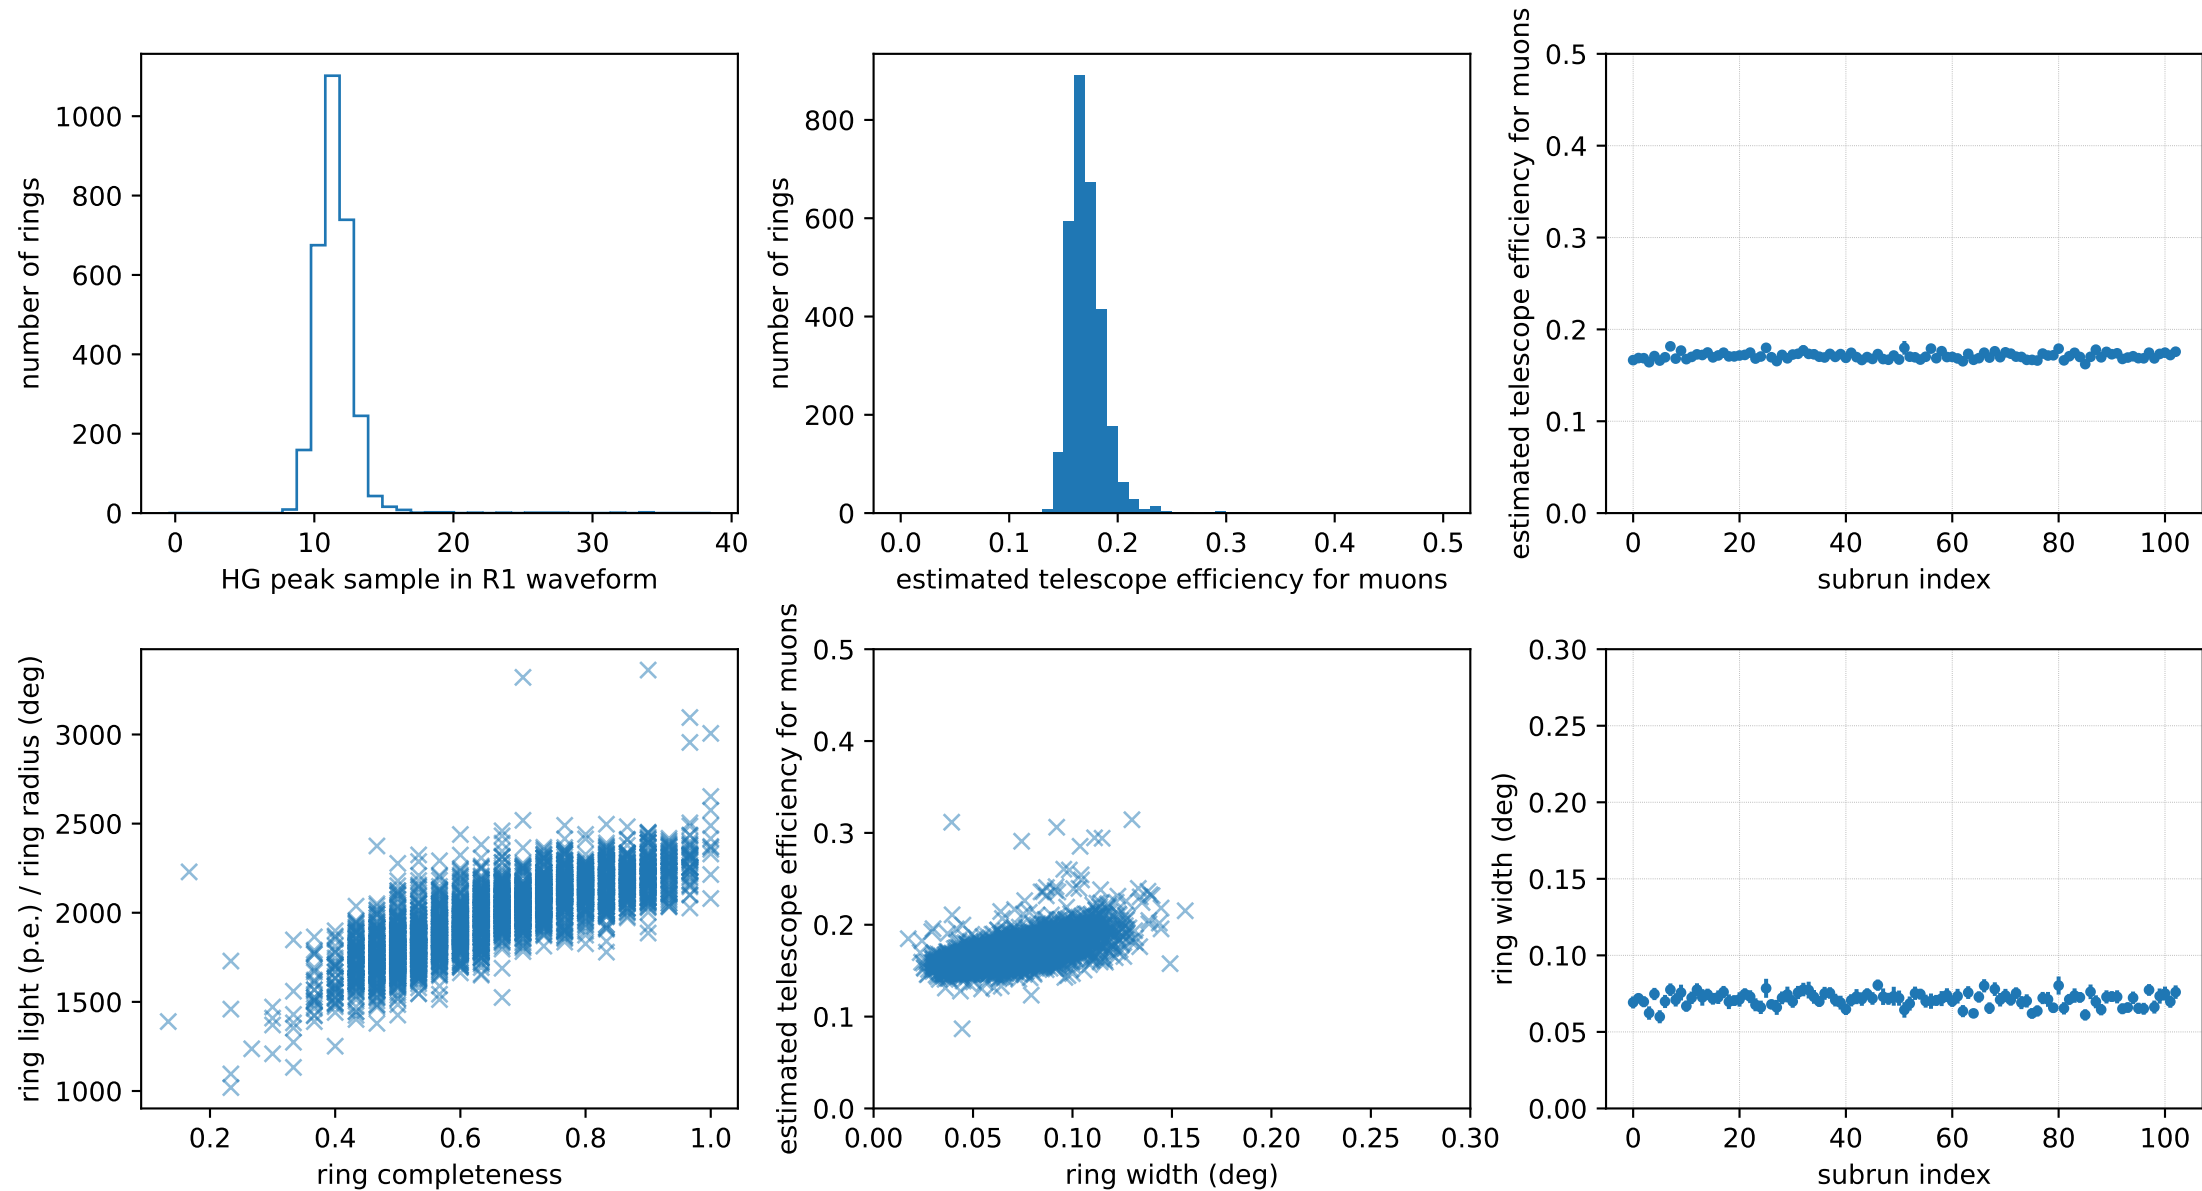 number of rings
1000
800
600
400
200
0
0 10 20 30 40
HG peak sample in R1 waveform
number of rings
800
600
400
200
0
0.0 0.1 0.2 0.3 0.4 0.5
estimated telescope efficiency for muons
estimated telescope efficiency for muons
0.5
0.4
0.3
0.2
0.1
0.0
0 20 40 60 80 100
subrun index
ring light (p.e.) / ring radius (deg)
3000
2500
2000
1500
1000
0.2 0.4 0.6 0.8 1.0
ring completeness
estimated telescope efficiency for muons
0.5
0.4
0.3
0.2
0.1
0.0
0.00 0.05 0.10 0.15 0.20 0.25 0.30
ring width (deg)
ring width (deg)
0.30
0.25
0.20
0.15
0.10
0.05
0.00
0 20 40 60 80 100
subrun index